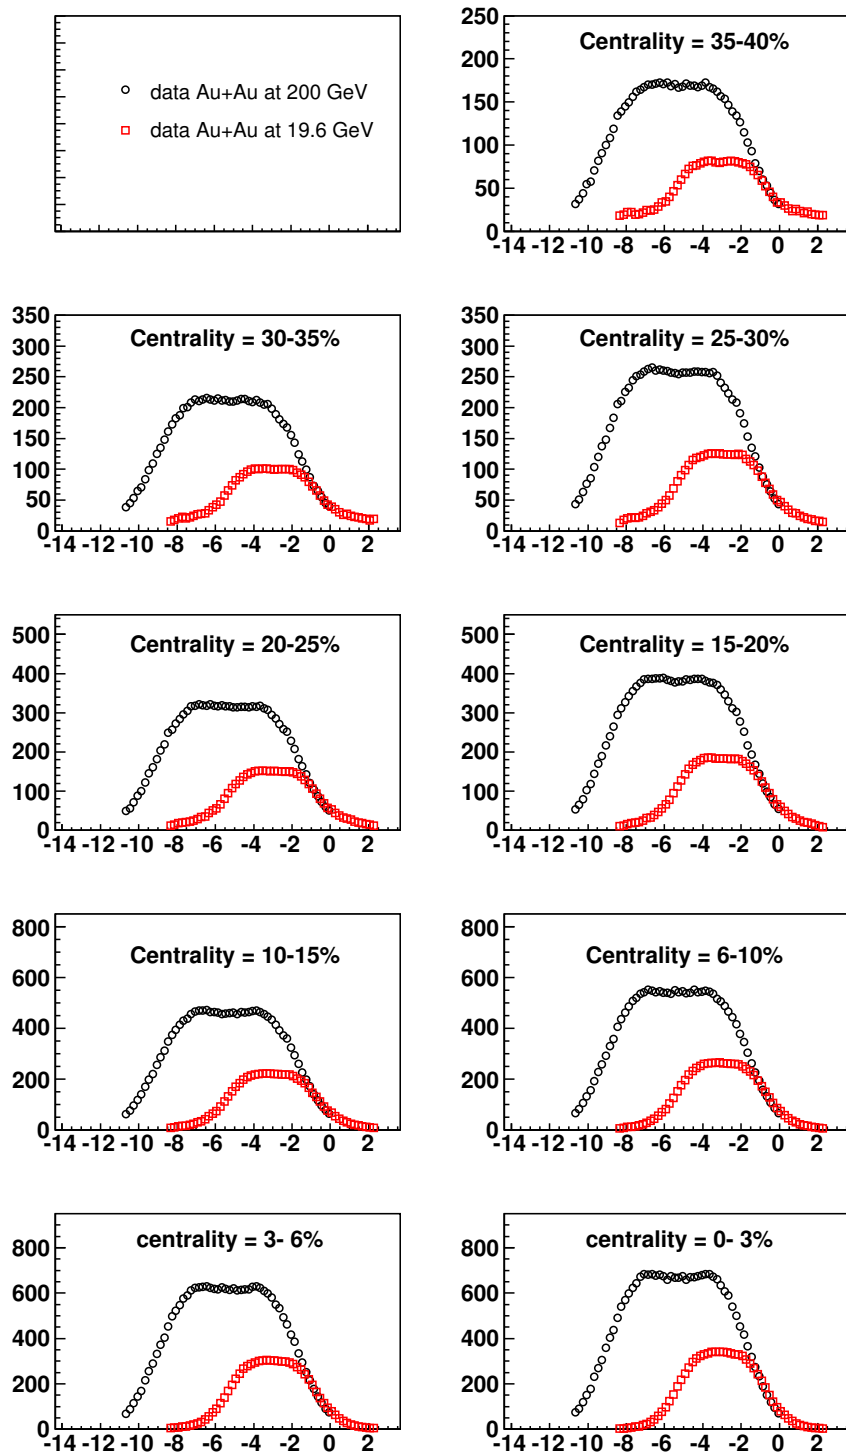 data Au+Au at 200 GeV
data Au+Au at 19.6 GeV
Centrality = 35-40%
250
200
150
100
50
0
-14 -12 -10 -8 -6 -4 -2 0 2
Centrality = 30-35%
350
300
250
200
150
100
50
0
-14 -12 -10 -8 -6 -4 -2 0 2
Centrality = 25-30%
350
300
250
200
150
100
50
0
-14 -12 -10 -8 -6 -4 -2 0 2
Centrality = 20-25%
500
400
300
200
100
0
-14 -12 -10 -8 -6 -4 -2 0 2
Centrality = 15-20%
500
400
300
200
100
0
-14 -12 -10 -8 -6 -4 -2 0 2
Centrality = 10-15%
800
600
400
200
0
-14 -12 -10 -8 -6 -4 -2 0 2
Centrality = 6-10%
800
600
400
200
0
-14 -12 -10 -8 -6 -4 -2 0 2
centrality = 3- 6%
800
600
400
200
0
-14 -12 -10 -8 -6 -4 -2 0 2
centrality = 0- 3%
800
600
400
200
0
-14 -12 -10 -8 -6 -4 -2 0 2